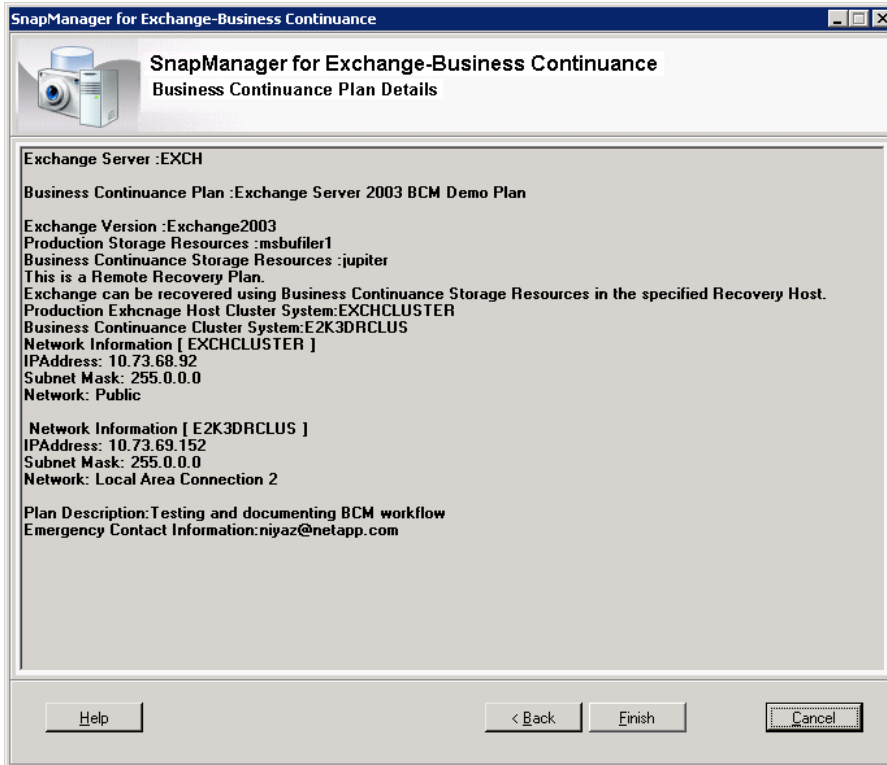 SnapManager for Exchange-Business Continuance
SnapManager for Exchange-Business Continuance
Business Continuance Plan Details
Exchange Server :EXCH
Business Continuance Plan :Exchange Server 2003 BCM Demo Plan
Exchange Version :Exchange2003
Production Storage Resources :msbufiler1
Business Continuance Storage Resources :jupiter
This is a Remote Recovery Plan.
Exchange can be recovered using Business Continuance Storage Resources in the specified Recovery Host.
Production Exhcnage Host Cluster System:EXCHCLUSTER
Business Continuance Cluster System:E2K3DRCLUS
Network Information [ EXCHCLUSTER ]
IPAddress: 10.73.68.92
Subnet Mask: 255.0.0.0
Network: Public
Network Information [ E2K3DRCLUS ]
IPAddress: 10.73.69.152
Subnet Mask: 255.0.0.0
Network: Local Area Connection 2
Plan Description:Testing and documenting BCM workflow
Emergency Contact Information:niyaz@netapp.com
Help < Back Finish Cancel